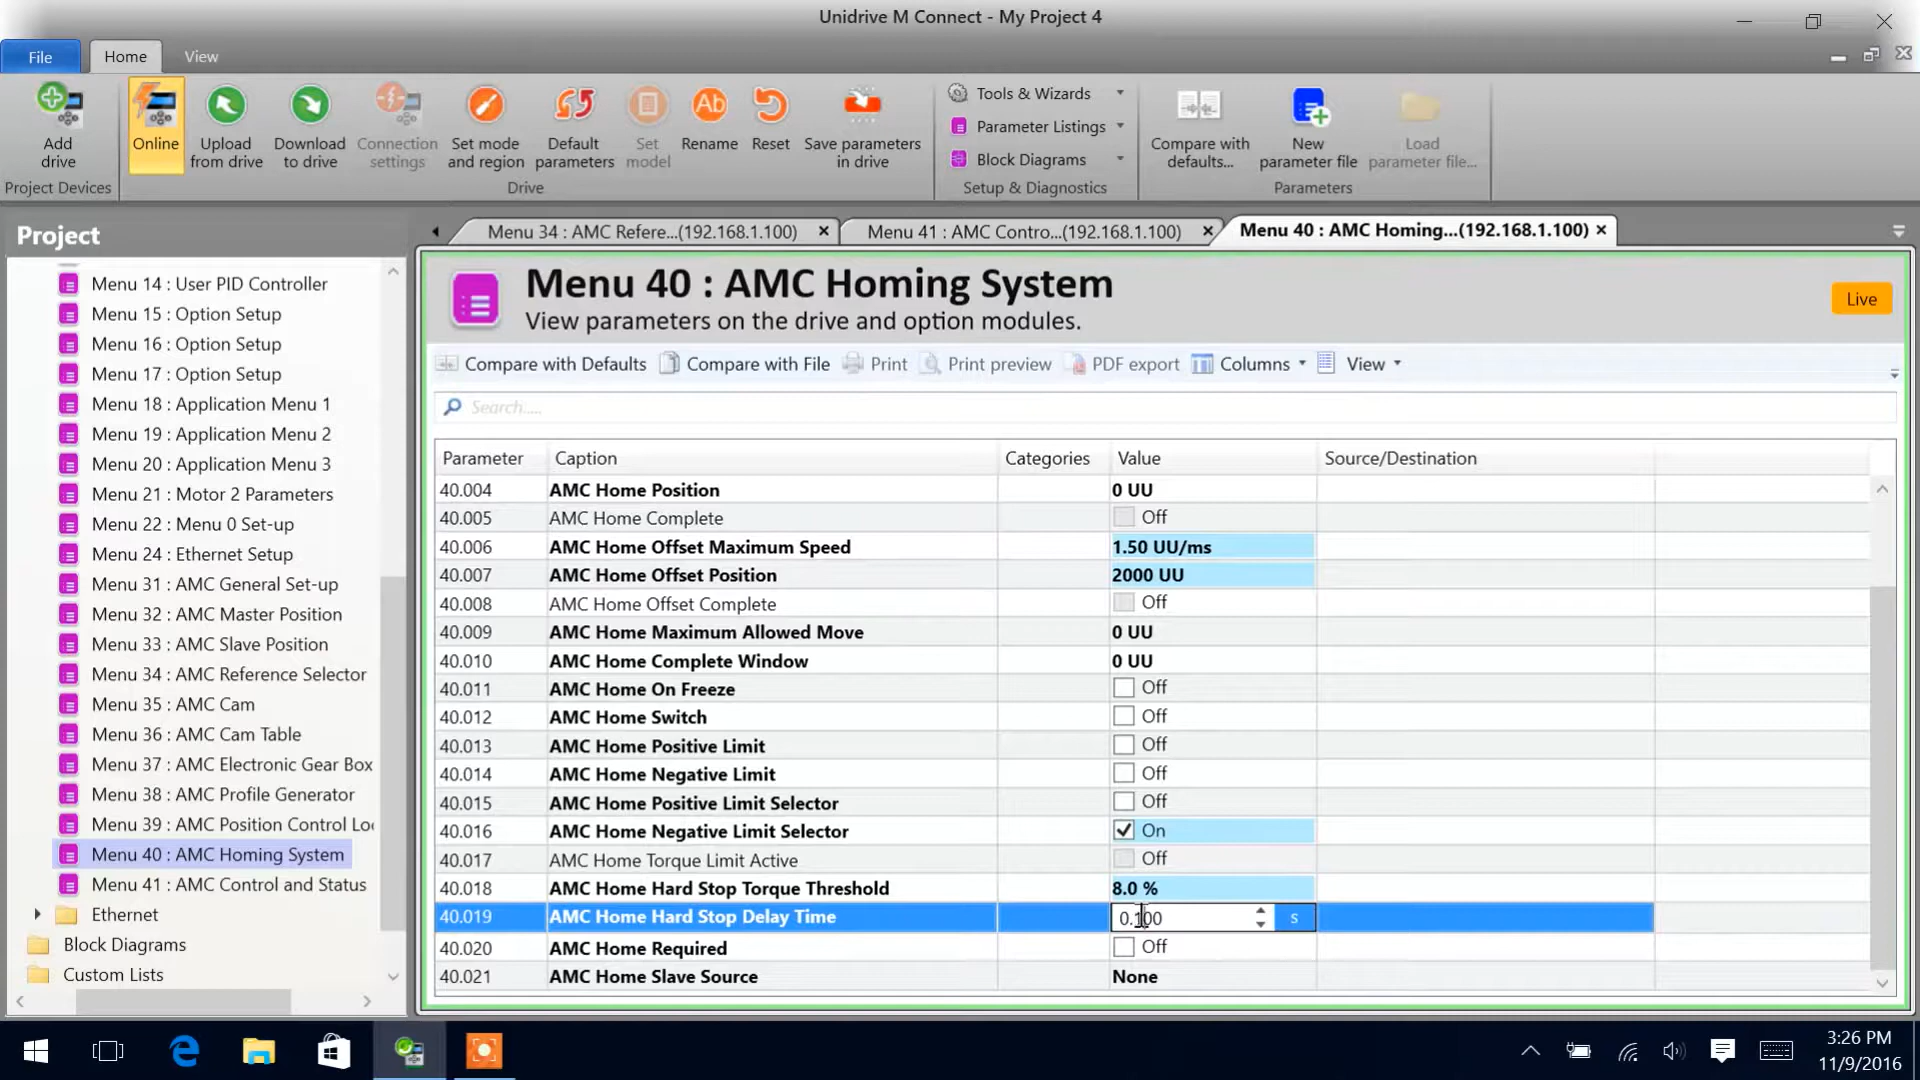 Unidrive M Connect - My Project 4
File
Home
View
Add drive
Online
Upload from drive
Download to drive
Connection settings
Set mode and region
Default parameters
Set model
Rename
Reset
Save parameters in drive
Tools & Wizards
Parameter Listings
Block Diagrams
Compare with defaults...
New parameter file
Load parameter file...
Project Devices
Drive
Setup & Diagnostics
Parameters
Project
Menu 14 : User PID Controller
Menu 15 : Option Setup
Menu 16 : Option Setup
Menu 17 : Option Setup
Menu 18 : Application Menu 1
Menu 19 : Application Menu 2
Menu 20 : Application Menu 3
Menu 21 : Motor 2 Parameters
Menu 22 : Menu 0 Set-up
Menu 24 : Ethernet Setup
Menu 31 : AMC General Set-up
Menu 32 : AMC Master Position
Menu 33 : AMC Slave Position
Menu 34 : AMC Reference Selector
Menu 35 : AMC Cam
Menu 36 : AMC Cam Table
Menu 37 : AMC Electronic Gear Box
Menu 38 : AMC Profile Generator
Menu 39 : AMC Position Control Lo
Menu 40 : AMC Homing System
Menu 41 : AMC Control and Status
Ethernet
Block Diagrams
Custom Lists
Menu 34 : AMC Refere...(192.168.1.100)
Menu 41 : AMC Contro...(192.168.1.100)
Menu 40 : AMC Homing...(192.168.1.100)
Menu 40 : AMC Homing System
View parameters on the drive and option modules.
Live
Compare with Defaults Compare with File Print Print preview PDF export Columns View
Search.....
Parameter Caption Categories Value Source/Destination
40.004 AMC Home Position 0 UU
40.005 AMC Home Complete Off
40.006 AMC Home Offset Maximum Speed 1.50 UU/ms
40.007 AMC Home Offset Position 2000 UU
40.008 AMC Home Offset Complete Off
40.009 AMC Home Maximum Allowed Move 0 UU
40.010 AMC Home Complete Window 0 UU
40.011 AMC Home On Freeze Off
40.012 AMC Home Switch Off
40.013 AMC Home Positive Limit Off
40.014 AMC Home Negative Limit Off
40.015 AMC Home Positive Limit Selector Off
40.016 AMC Home Negative Limit Selector On
40.017 AMC Home Torque Limit Active Off
40.018 AMC Home Hard Stop Torque Threshold 8.0 %
40.019 AMC Home Hard Stop Delay Time 0.100 s
40.020 AMC Home Required Off
40.021 AMC Home Slave Source None
3:26 PM
11/9/2016